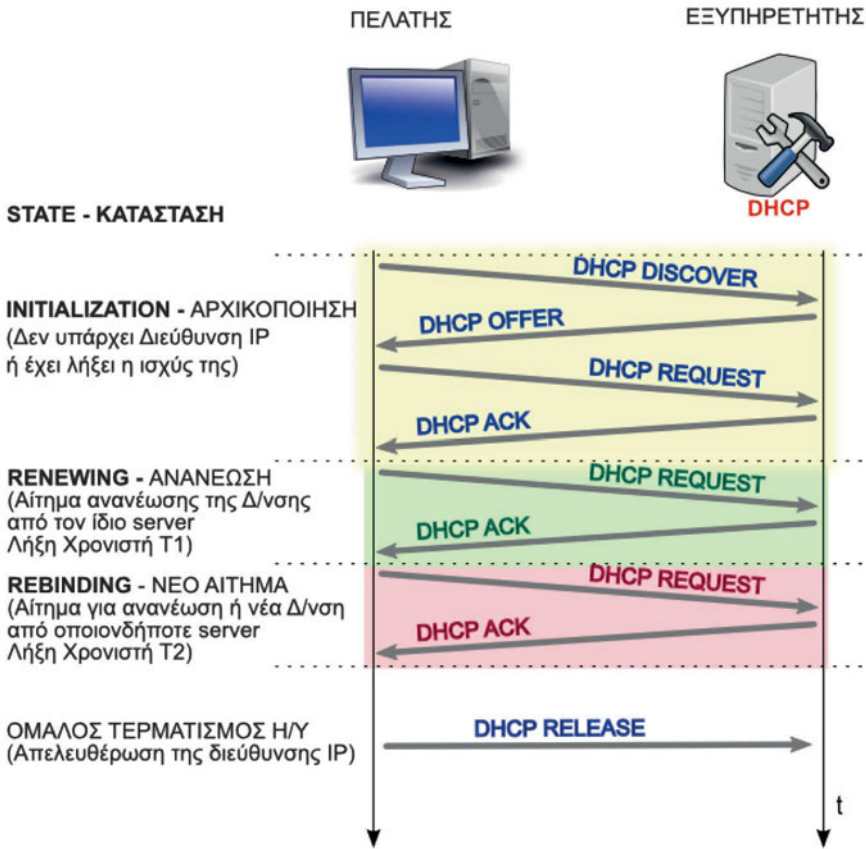 ΠΕΛΑΤΗΣ
ΕΞΥΠΗΡΕΤΗΤΗΣ
DHCP
STATE - ΚΑΤΑΣΤΑΣΗ
DHCP DISCOVER
INITIALIZATION - ΑΡΧΙΚΟΠΟΙΗΣΗ
(Δεν υπάρχει Διεύθυνση IP
ή έχει λήξει η ισχύς της)
DHCP OFFER
DHCP REQUEST
DHCP ACK
RENEWING - ΑΝΑΝΕΩΣΗ
(Αίτημα ανανέωσης της Δ/νσης
από τον ίδιο server
Λήξη Χρονιστή T1)
DHCP REQUEST
DHCP ACK
REBINDING - ΝΕΟ ΑΙΤΗΜΑ
(Αίτημα για ανανέωση ή νέα Δ/νση
από οποιονδήποτε server
Λήξη Χρονιστή T2)
DHCP REQUEST
DHCP ACK
ΟΜΑΛΟΣ ΤΕΡΜΑΤΙΣΜΟΣ Η/Υ
(Απελευθέρωση της διεύθυνσης IP)
DHCP RELEASE
t